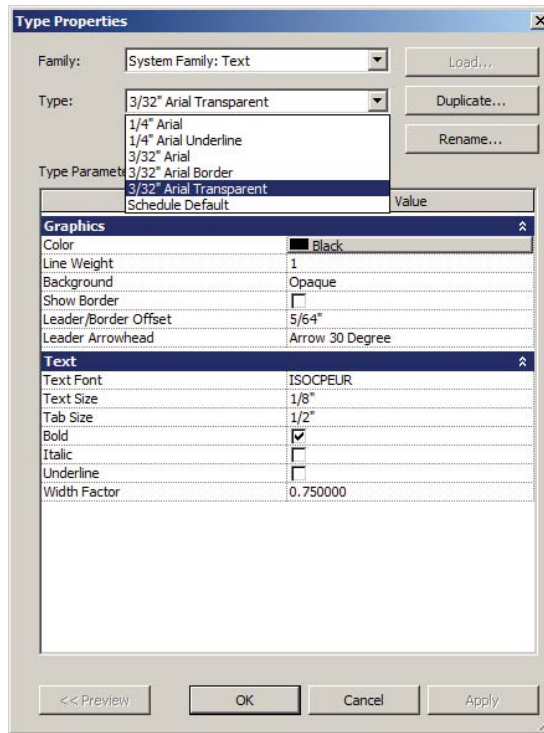 Type Properties
Family: System Family: Text Load...
Type: 3/32" Arial Transparent Duplicate...
1/4" Arial
1/4" Arial Underline
Rename...
3/32" Arial
Type Paramete 3/32" Arial Border
3/32" Arial Transparent
Schedule Default Value
Graphics
Color Black
Line Weight 1
Background Opaque
Show Border
Leader/Border Offset 5/64"
Leader Arrowhead Arrow 30 Degree
Text
Text Font ISOCPEUR
Text Size 1/8"
Tab Size 1/2"
Bold
Italic
Underline
Width Factor 0.750000
<< Preview OK Cancel Apply